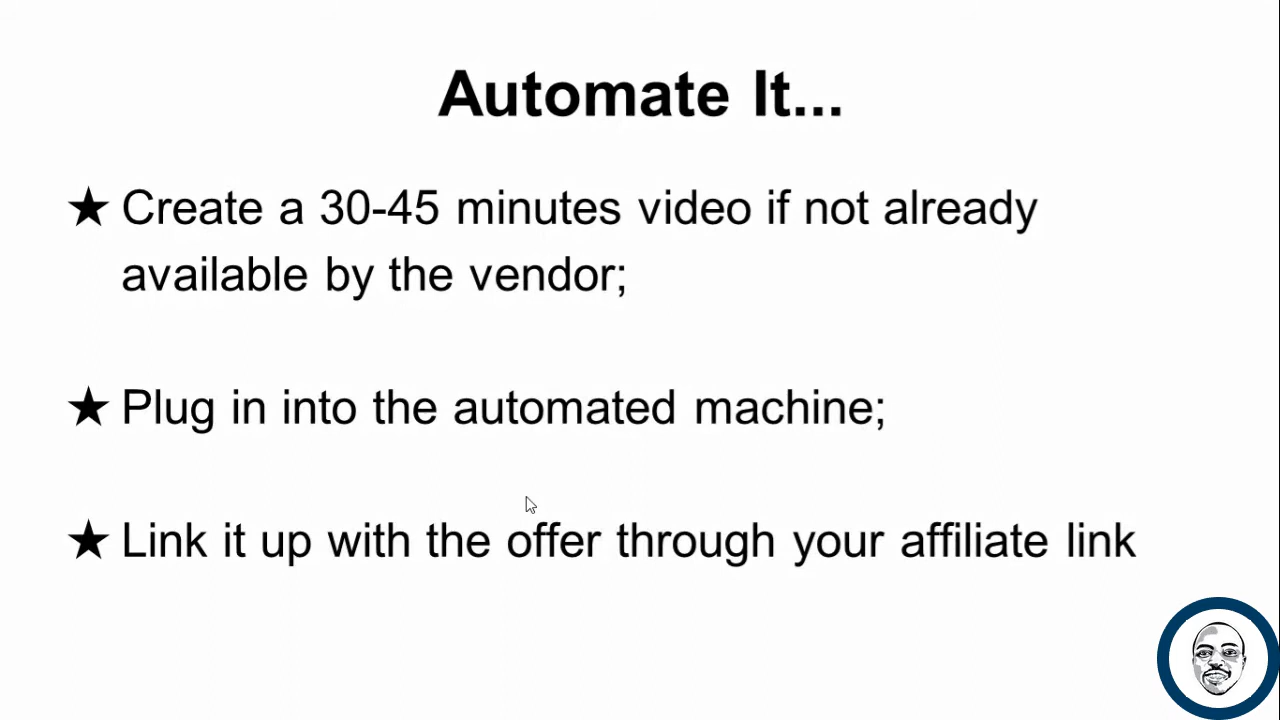 Automate It...
★ Create a 30-45 minutes video if not already
available by the vendor;
★ Plug in into the automated machine;
★ Link it up with the offer through your affiliate link